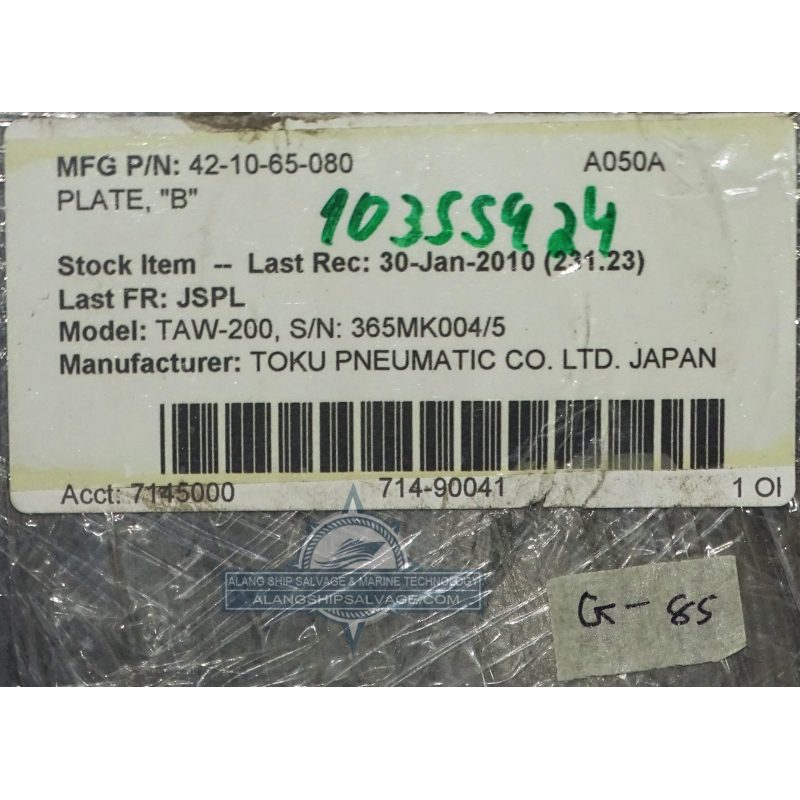 MFG P/N: 42-10-65-080 A050A
PLATE, "B"
10355924
Stock Item -- Last Rec: 30-Jan-2010 (231.23)
Last FR: JSPL
Model: TAW-200, S/N: 365MK004/5
Manufacturer: TOKU PNEUMATIC CO. LTD. JAPAN
Acct: 7145000 714-90041 1 OI
ALANG SHIP SALVAGE & MARINE TECHNOLOGY
ALANGSHIPSALVAGE.COM
G-85